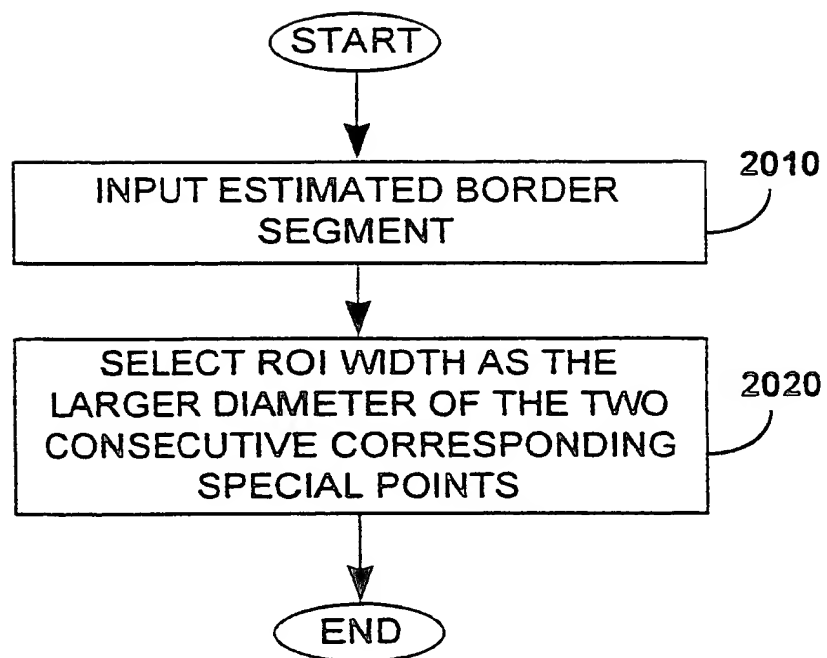 START
INPUT ESTIMATED BORDER
SEGMENT
2010
SELECT ROI WIDTH AS THE
LARGER DIAMETER OF THE TWO
CONSECUTIVE CORRESPONDING
SPECIAL POINTS
2020
END